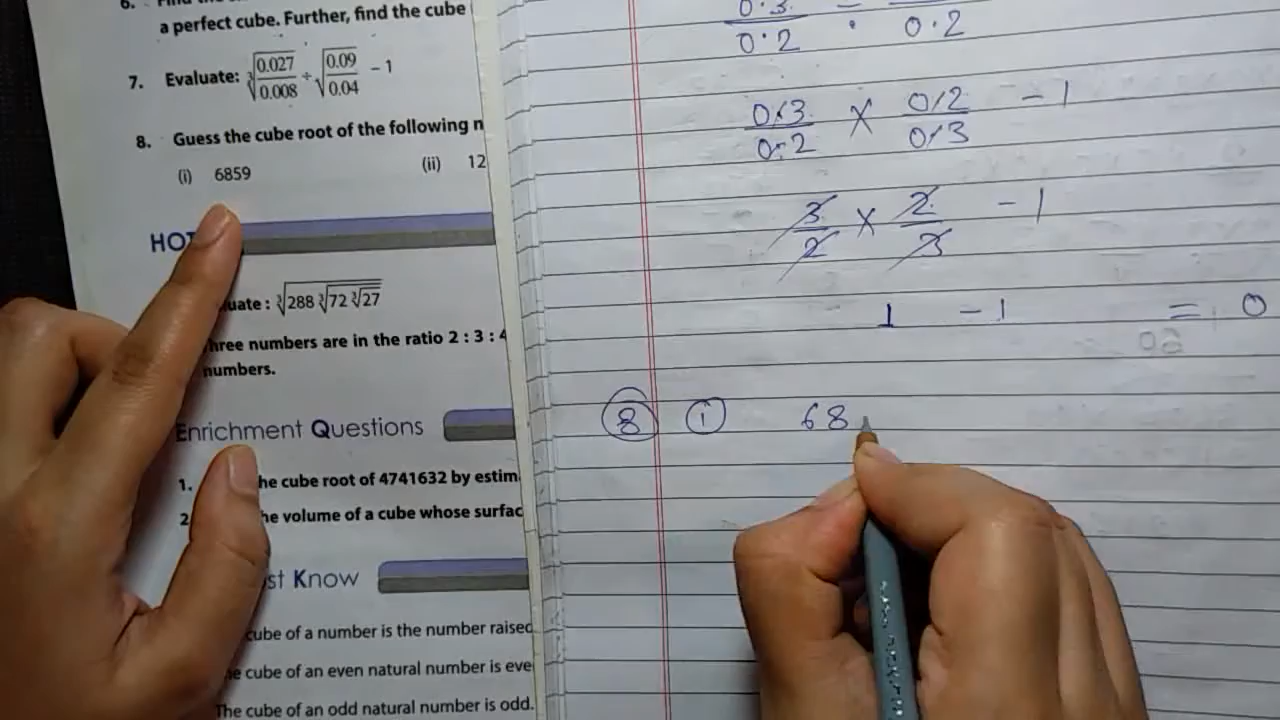 6.
a perfect cube. Further, find the cube
7. Evaluate: ∛(0.027/0.008) ÷ √(0.09/0.04) – 1
8. Guess the cube root of the following n
(i) 6859 (ii) 12
HOT
uate : ∛(288 ∛(72 ∛27))
hree numbers are in the ratio 2 : 3 : 4
numbers.
Enrichment Questions
1. he cube root of 4741632 by estim
2 he volume of a cube whose surfac
st Know
cube of a number is the number raised
e cube of an even natural number is eve
The cube of an odd natural number is odd.
0.3/0.2 ÷ /0.2
0.3/0.2 × 0.2/0.3 – 1
3/2 × 2/3 – 1
1 – 1 = 0
8 i 68